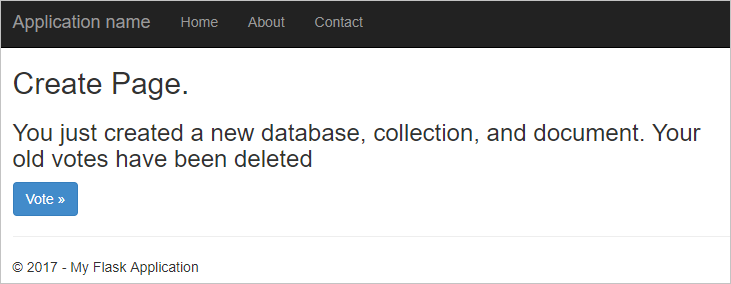 Application name Home About Contact
Create Page.
You just created a new database, collection, and document. Your
old votes have been deleted
Vote »
© 2017 - My Flask Application